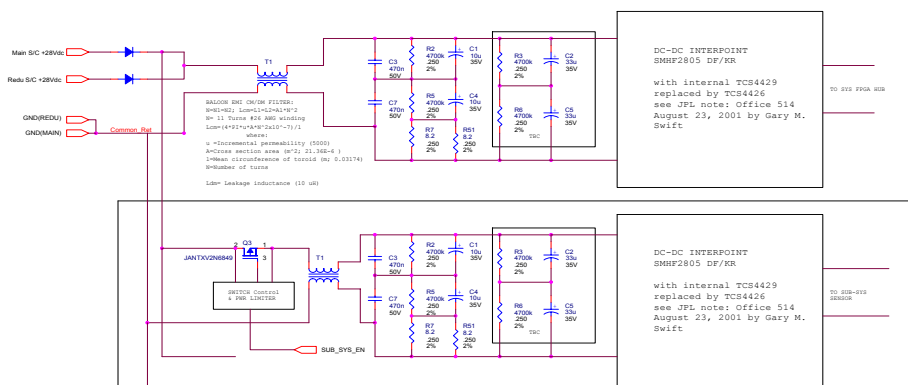 Main S/C +28Vdc
Redu S/C +28Vdc
GND(REDU)
GND(MAIN)
Common_Ret
T1
BALOON EMI CM/DM FILTER:
N=N1=N2; Lcm=L1=L2=A1*N^2
N= 11 Turns #26 AWG winding
Lcm=(4*PI*u*A*N^2x10^-7)/l
where:
u =Incremental permeability (5000)
A=Cross section area (m^2; 21.36E-6 )
l=Mean circunference of toroid (m; 0.03174)
N=Number of turns
Ldm= Leakage inductance (10 uH)
C3
470n
50V
C7
470n
50V
R2
4700k
.250
2%
R5
4700k
.250
2%
R7
8.2
.250
2%
C1
10u
35V
C4
10u
35V
R51
8.2
.250
2%
R3
4700k
.250
2%
R6
4700k
.250
2%
C2
33u
35V
C5
33u
35V
TBC
DC-DC INTERPOINT
SMHF2805 DF/KR
with internal TCS4429
replaced by TCS4426
see JPL note: Office 514
August 23, 2001 by Gary M.
Swift
TO SYS FPGA HUB
Q3
2
1
3
JANTXV2N6849
SWITCH Control
& PWR LIMITER
SUB_SYS_EN
T1
C3
470n
50V
C7
470n
50V
R2
4700k
.250
2%
R5
4700k
.250
2%
R7
8.2
.250
2%
C1
10u
35V
C4
10u
35V
R51
8.2
.250
2%
R3
4700k
.250
2%
R6
4700k
.250
2%
C2
33u
35V
C5
33u
35V
TBC
DC-DC INTERPOINT
SMHF2805 DF/KR
with internal TCS4429
replaced by TCS4426
see JPL note: Office 514
August 23, 2001 by Gary M.
Swift
TO SUB-SYS
SENSOR